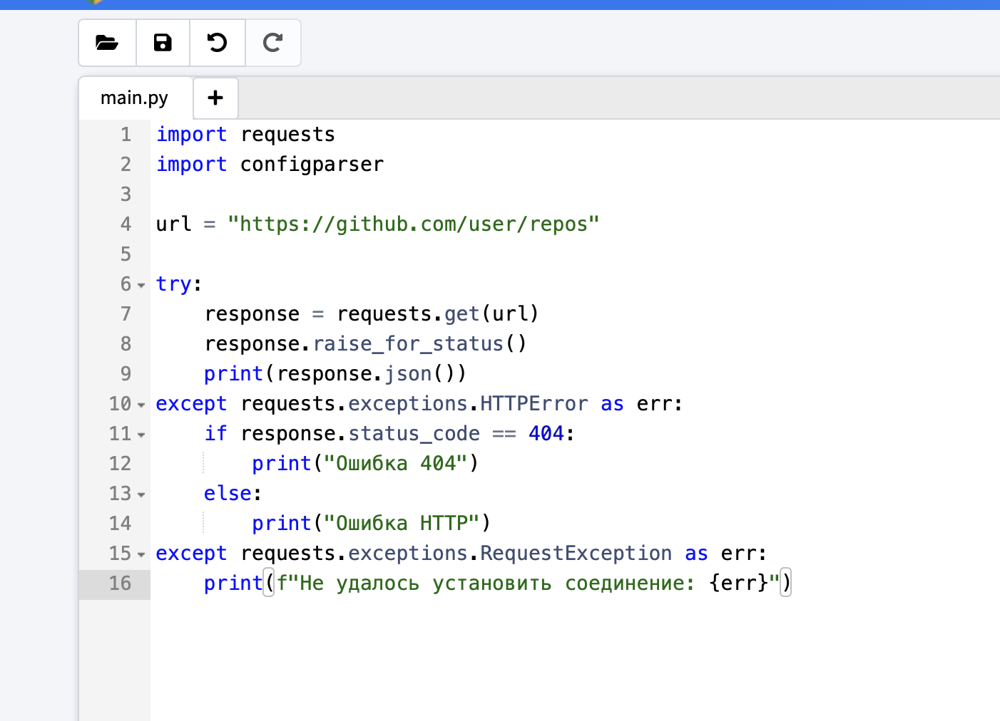 main.py +
1 import requests
2 import configparser
3
4 url = "https://github.com/user/repos"
5
6 try:
7     response = requests.get(url)
8     response.raise_for_status()
9     print(response.json())
10 except requests.exceptions.HTTPError as err:
11     if response.status_code == 404:
12         print("Ошибка 404")
13     else:
14         print("Ошибка HTTP")
15 except requests.exceptions.RequestException as err:
16     print(f"Не удалось установить соединение: {err}")